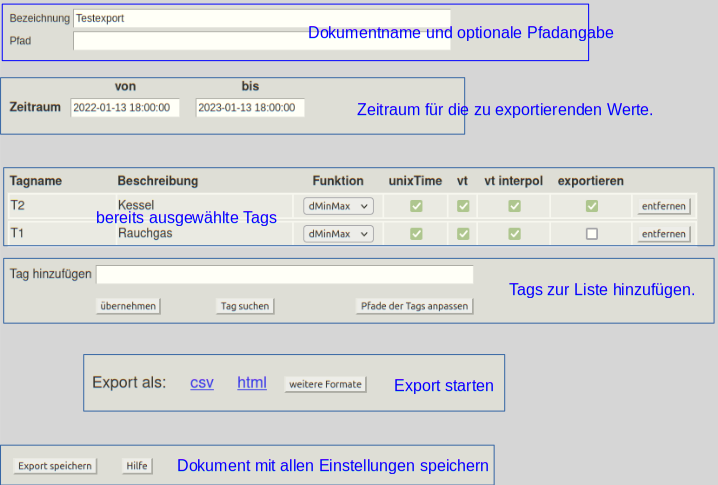 Bezeichnung Testexport
Pfad
Dokumentname und optionale Pfadangabe
von bis
Zeitraum 2022-01-13 18:00:00 2023-01-13 18:00:00
Zeitraum für die zu exportierenden Werte.
Tagname Beschreibung Funktion unixTime vt vt interpol exportieren
T2 Kessel dMinMax entfernen
bereits ausgewählte Tags
T1 Rauchgas dMinMax entfernen
Tag hinzufügen
Tags zur Liste hinzufügen.
übernehmen Tag suchen Pfade der Tags anpassen
Export als: csv html weitere Formate Export starten
Export speichern Hilfe Dokument mit allen Einstellungen speichern